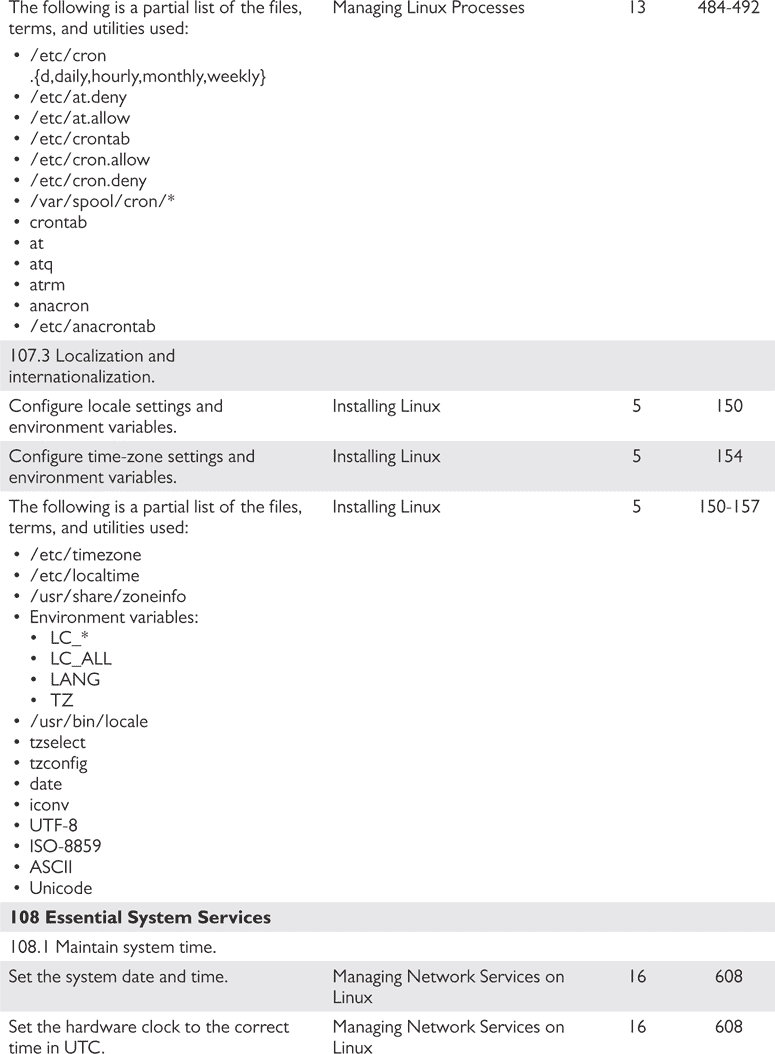 The following is a partial list of the files, Managing Linux Processes 13 484-492
terms, and utilities used:
• /etc/cron
.{d,daily,hourly,monthly,weekly}
• /etc/at.deny
• /etc/at.allow
• /etc/crontab
• /etc/cron.allow
• /etc/cron.deny
• /var/spool/cron/*
• crontab
• at
• atq
• atrm
• anacron
• /etc/anacrontab
107.3 Localization and
internationalization.
Configure locale settings and Installing Linux 5 150
environment variables.
Configure time-zone settings and Installing Linux 5 154
environment variables.
The following is a partial list of the files, Installing Linux 5 150-157
terms, and utilities used:
• /etc/timezone
• /etc/localtime
• /usr/share/zoneinfo
• Environment variables:
• LC_*
• LC_ALL
• LANG
• TZ
• /usr/bin/locale
• tzselect
• tzconfig
• date
• iconv
• UTF-8
• ISO-8859
• ASCII
• Unicode
108 Essential System Services
108.1 Maintain system time.
Set the system date and time. Managing Network Services on 16 608
Linux
Set the hardware clock to the correct Managing Network Services on 16 608
time in UTC. Linux